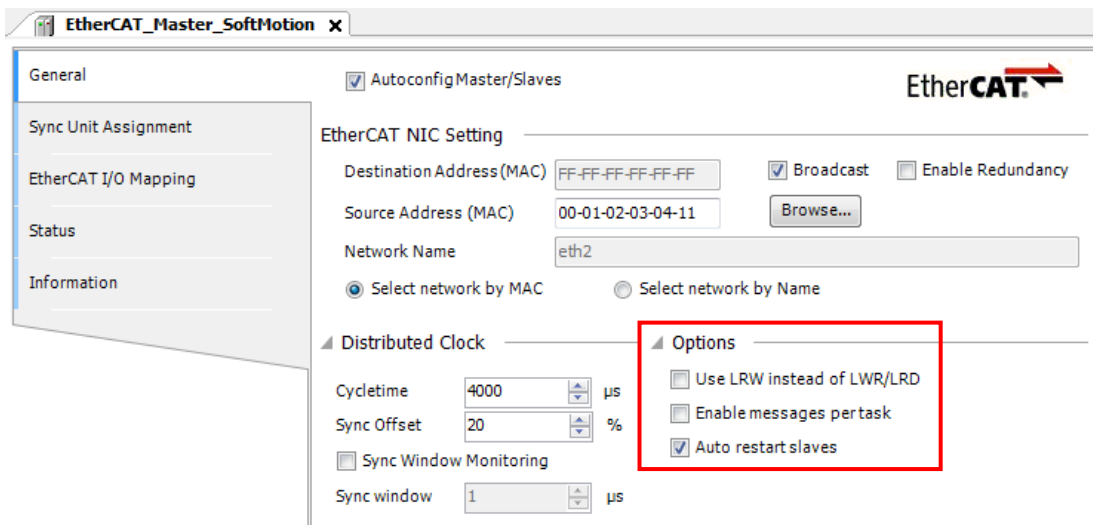 EtherCAT_Master_SoftMotion x
General
Sync Unit Assignment
EtherCAT I/O Mapping
Status
Information
Autoconfig Master/Slaves
EtherCAT®
EtherCAT NIC Setting
Destination Address (MAC) FF-FF-FF-FF-FF-FF Broadcast Enable Redundancy
Source Address (MAC) 00-01-02-03-04-11 Browse...
Network Name eth2
Select network by MAC Select network by Name
Distributed Clock
Cycletime 4000 µs
Sync Offset 20 %
Sync Window Monitoring
Sync window 1 µs
Options
Use LRW instead of LWR/LRD
Enable messages per task
Auto restart slaves